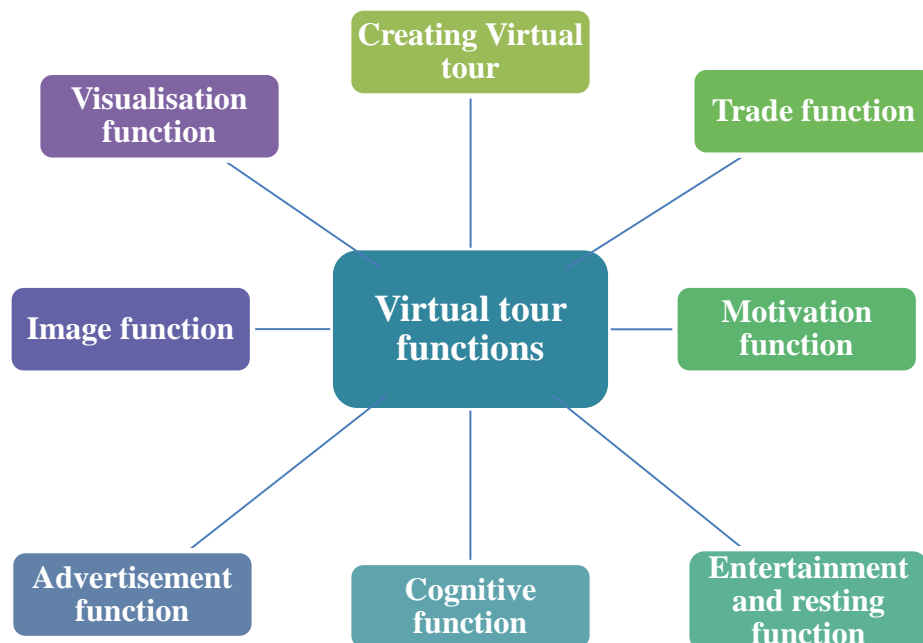 Creating Virtual
tour
Visualisation
function
Trade function
Image function
Virtual tour
functions
Motivation
function
Advertisement
function
Cognitive
function
Entertainment
and resting
function